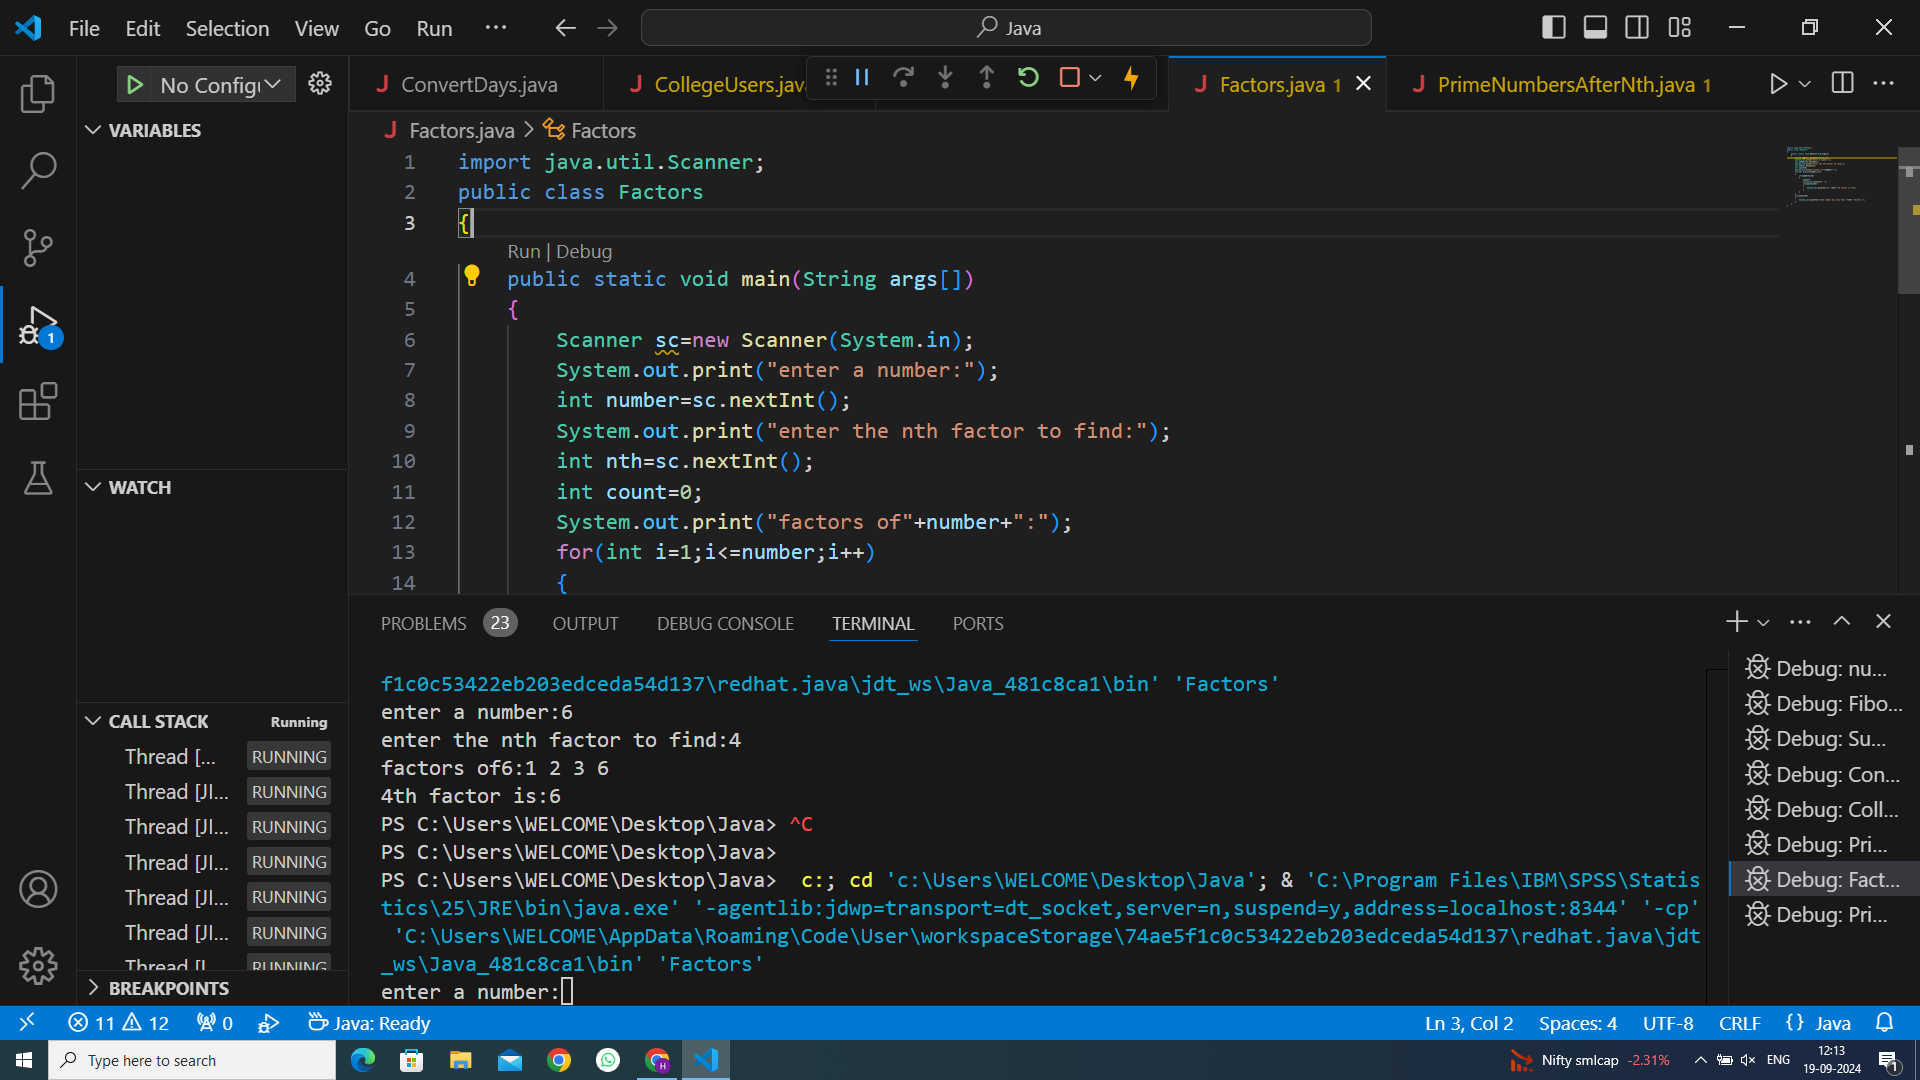 File Edit Selection View Go Run ··· Java
No Config
ConvertDays.java
CollegeUsers.java
Factors.java 1
PrimeNumbersAfterNth.java 1
Factors.java > Factors
VARIABLES
WATCH
CALL STACK Running
Thread [... RUNNING
Thread [JI... RUNNING
Thread [JI... RUNNING
Thread [JI... RUNNING
Thread [JI... RUNNING
Thread [JI... RUNNING
BREAKPOINTS
1 import java.util.Scanner;
2 public class Factors
3 {
Run | Debug
4 public static void main(String args[])
5 {
6 Scanner sc=new Scanner(System.in);
7 System.out.print("enter a number:");
8 int number=sc.nextInt();
9 System.out.print("enter the nth factor to find:");
10 int nth=sc.nextInt();
11 int count=0;
12 System.out.print("factors of"+number+":");
13 for(int i=1;i<=number;i++)
14 {
PROBLEMS 23 OUTPUT DEBUG CONSOLE TERMINAL PORTS
f1c0c53422eb203edceda54d137\redhat.java\jdt_ws\Java_481c8ca1\bin' 'Factors'
enter a number:6
enter the nth factor to find:4
factors of6:1 2 3 6
4th factor is:6
PS C:\Users\WELCOME\Desktop\Java> ^C
PS C:\Users\WELCOME\Desktop\Java>
PS C:\Users\WELCOME\Desktop\Java>  c:; cd 'c:\Users\WELCOME\Desktop\Java'; & 'C:\Program Files\IBM\SPSS\Statis
tics\25\JRE\bin\java.exe' '-agentlib:jdwp=transport=dt_socket,server=n,suspend=y,address=localhost:8344' '-cp'
'C:\Users\WELCOME\AppData\Roaming\Code\User\workspaceStorage\74ae5f1c0c53422eb203edceda54d137\redhat.java\jdt
_ws\Java_481c8ca1\bin' 'Factors'
enter a number:
Debug: nu...
Debug: Fibo...
Debug: Su...
Debug: Con...
Debug: Coll...
Debug: Pri...
Debug: Fact...
Debug: Pri...
11 12 0 Java: Ready Ln 3, Col 2 Spaces: 4 UTF-8 CRLF {} Java
Type here to search Nifty smlcap -2.31% ENG 12:13
19-09-2024
1